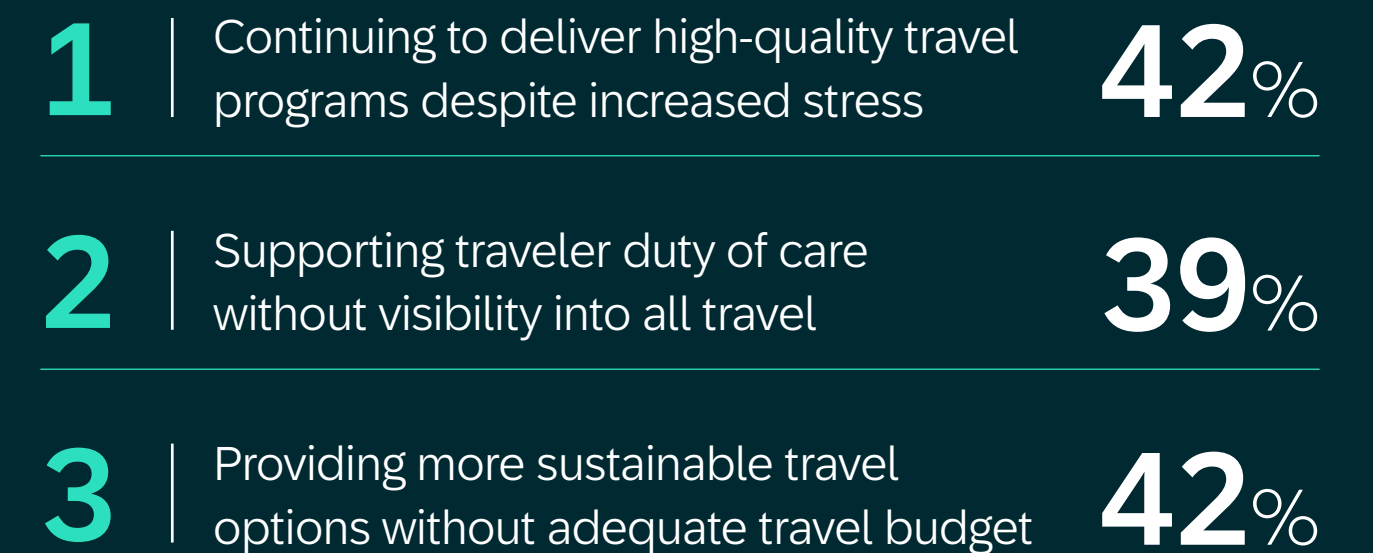 1
Continuing to deliver high-quality travel
programs despite increased stress
42%
2
Supporting traveler duty of care
without visibility into all travel
39%
3
Providing more sustainable travel
options without adequate travel budget
42%